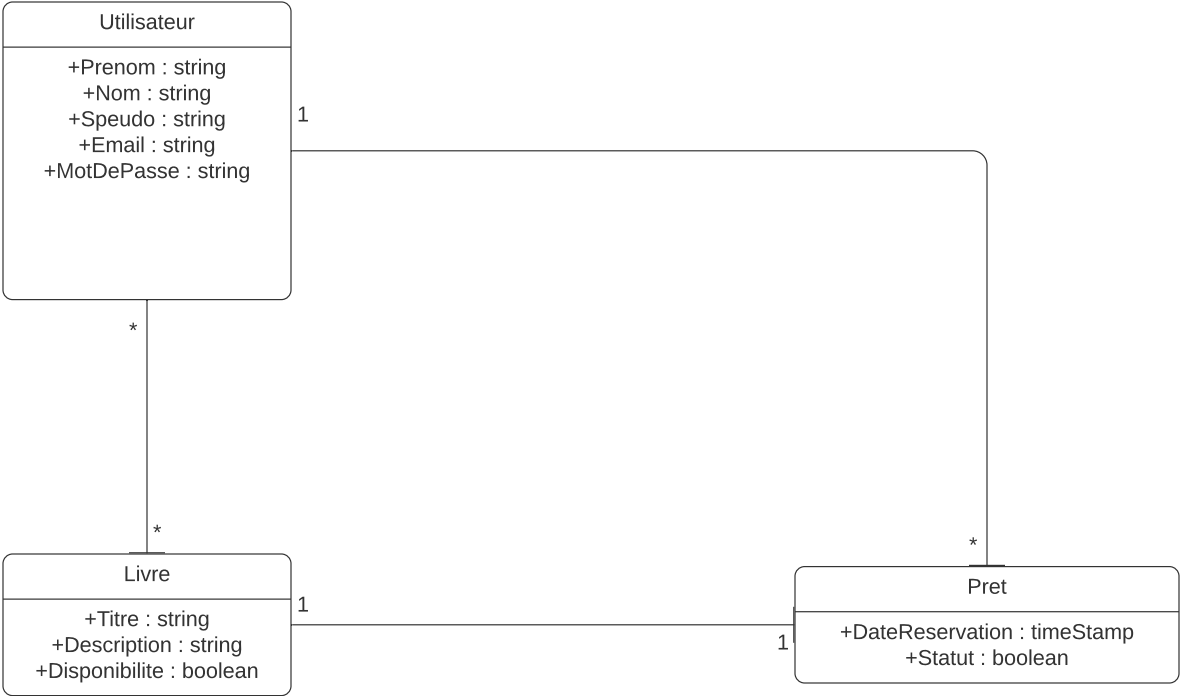 Utilisateur
+Prenom : string
+Nom : string
+Speudo : string
+Email : string
+MotDePasse : string
1
*
*
Livre
+Titre : string
+Description : string
+Disponibilite : boolean
1
1
*
Pret
+DateReservation : timeStamp
+Statut : boolean